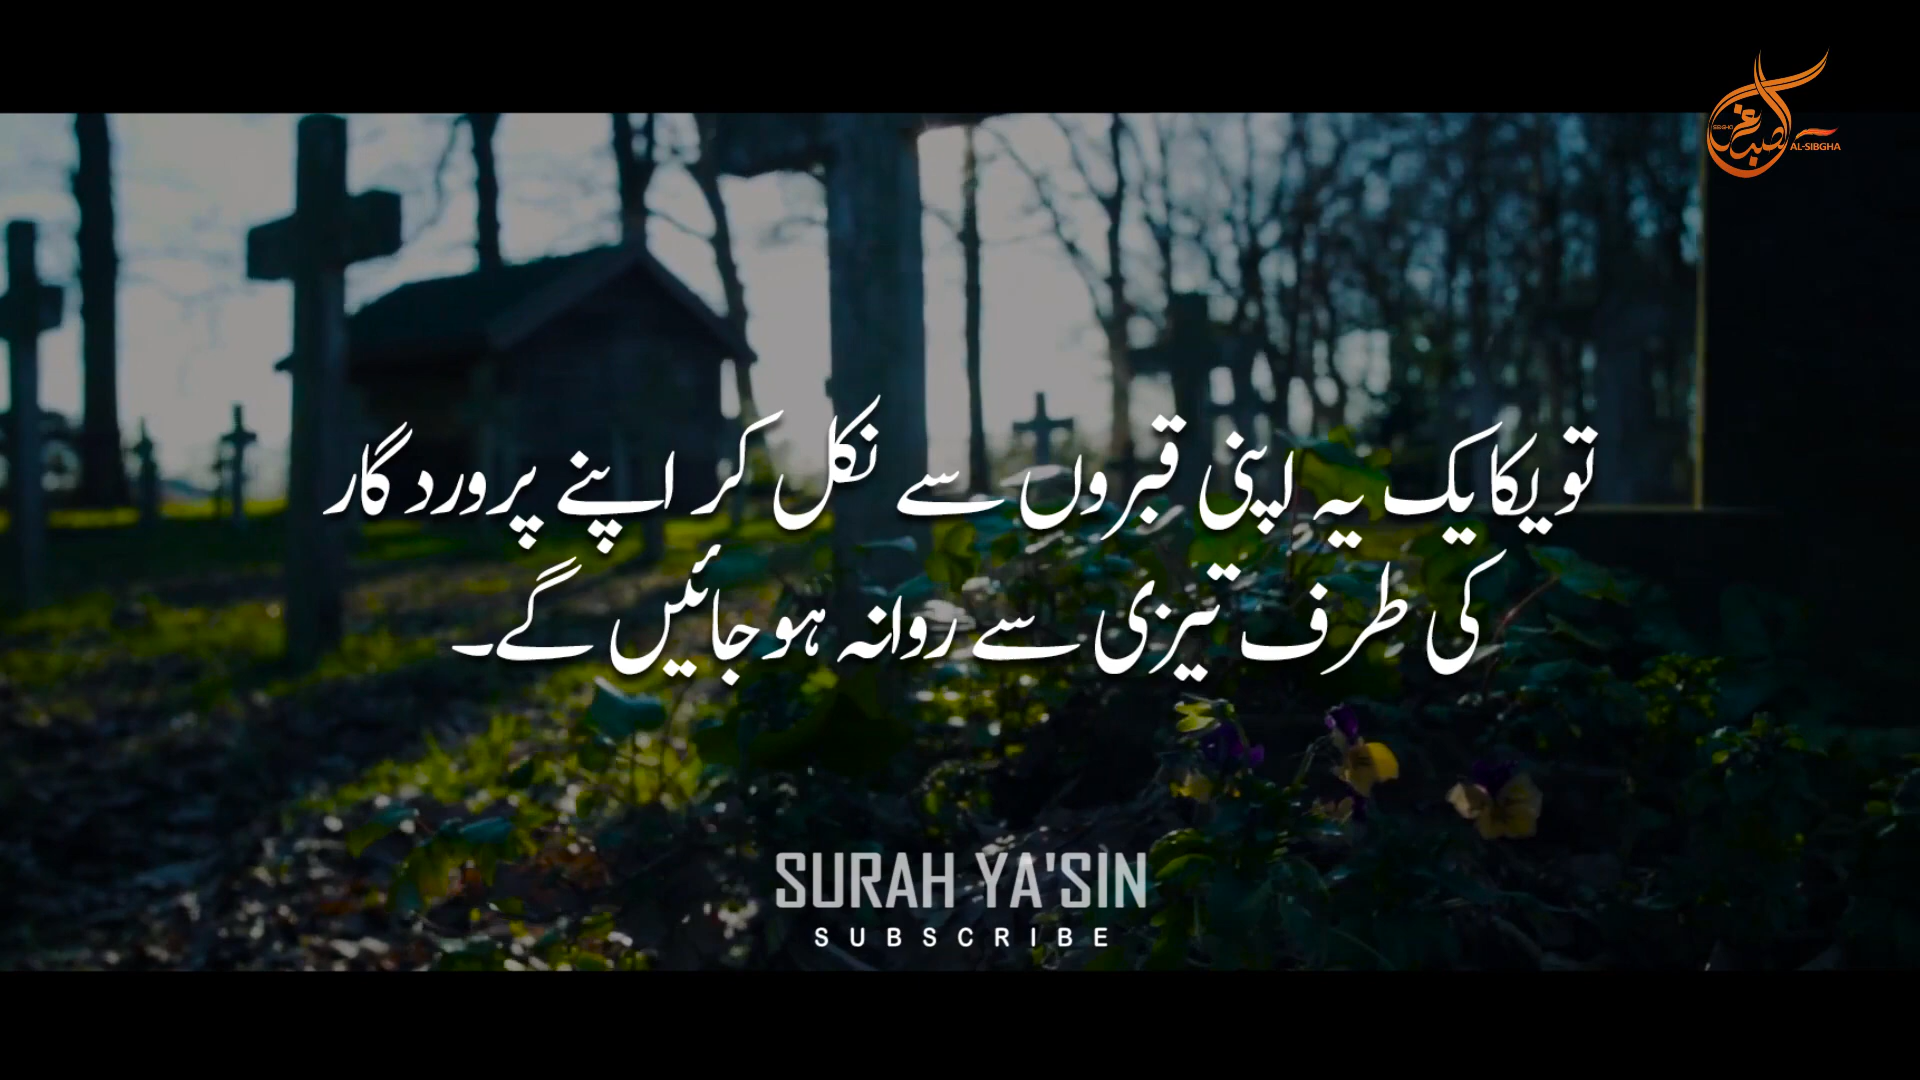 AL-SIBGHA
تو یکایک یہ اپنی قبروں سے نکل کر اپنے پروردگار
کی طرف تیزی سے روانہ ہو جائیں گے۔
SURAH YA'SIN
SUBSCRIBE